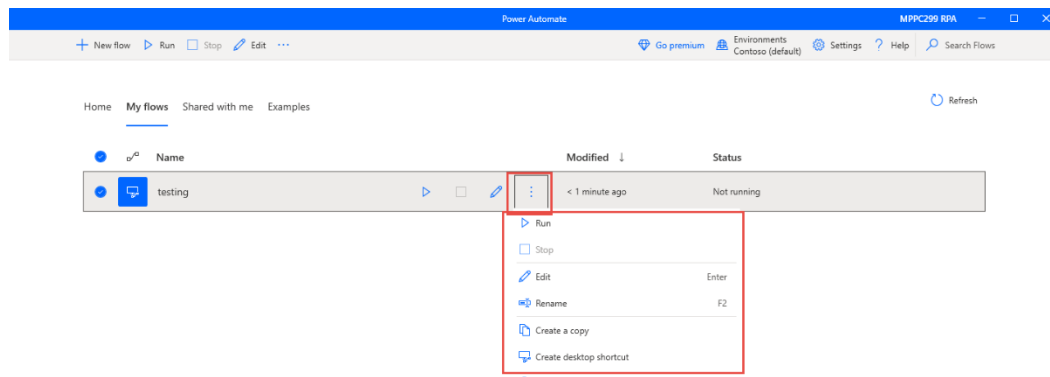 Power Automate
MPPC299 RPA
New flow Run Stop Edit ...
Go premium Environments Contoso (default) Settings Help Search Flows
Home My flows Shared with me Examples
Refresh
Name Modified ↓ Status
testing < 1 minute ago Not running
Run
Stop
Edit Enter
Rename F2
Create a copy
Create desktop shortcut